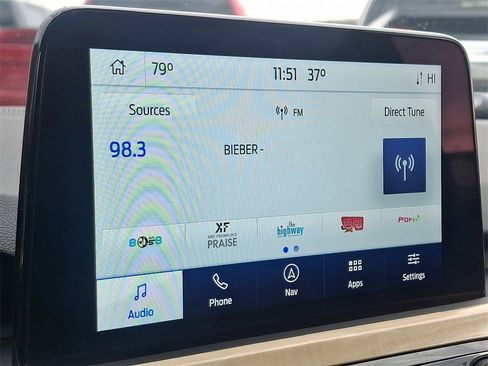 79° 11:51 37° HI
Sources FM Direct Tune
98.3 BIEBER -
KF the
PRAISE highway
Audio Phone Nav Apps Settings